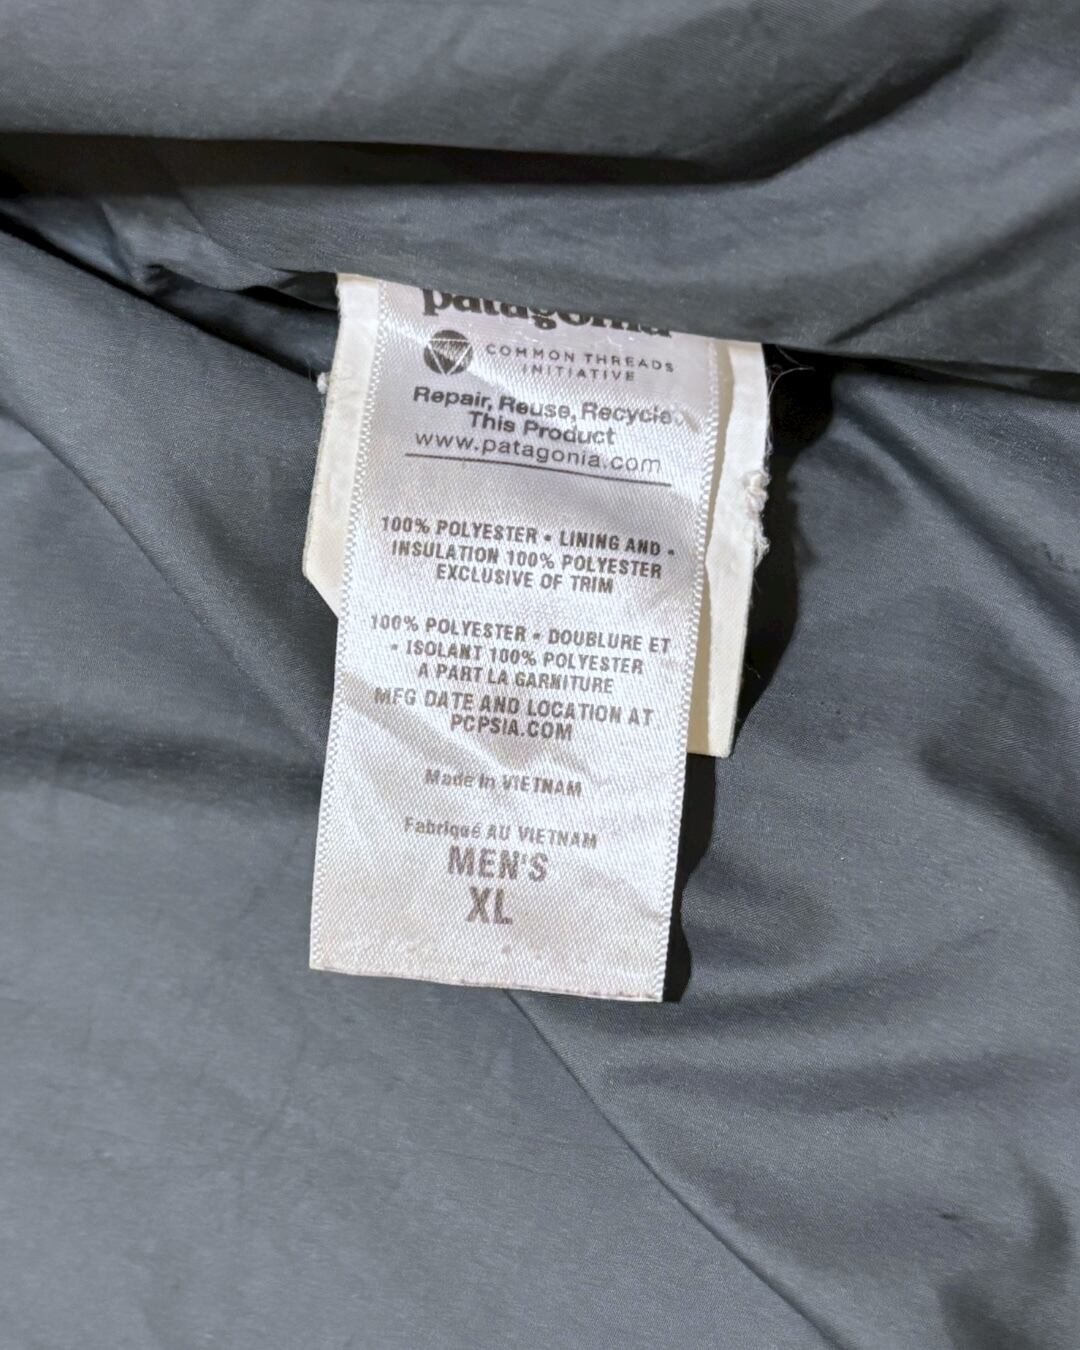 patagonia
COMMON THREADS
INITIATIVE
Repair, Reuse, Recycle
This Product
www.patagonia.com
100% POLYESTER • LINING AND •
INSULATION 100% POLYESTER
EXCLUSIVE OF TRIM
100% POLYESTER • DOUBLURE ET
• ISOLANT 100% POLYESTER
A PART LA GARNITURE
MFG DATE AND LOCATION AT
PCPSIA.COM
Made in VIETNAM
Fabriqué AU VIETNAM
MEN'S
XL